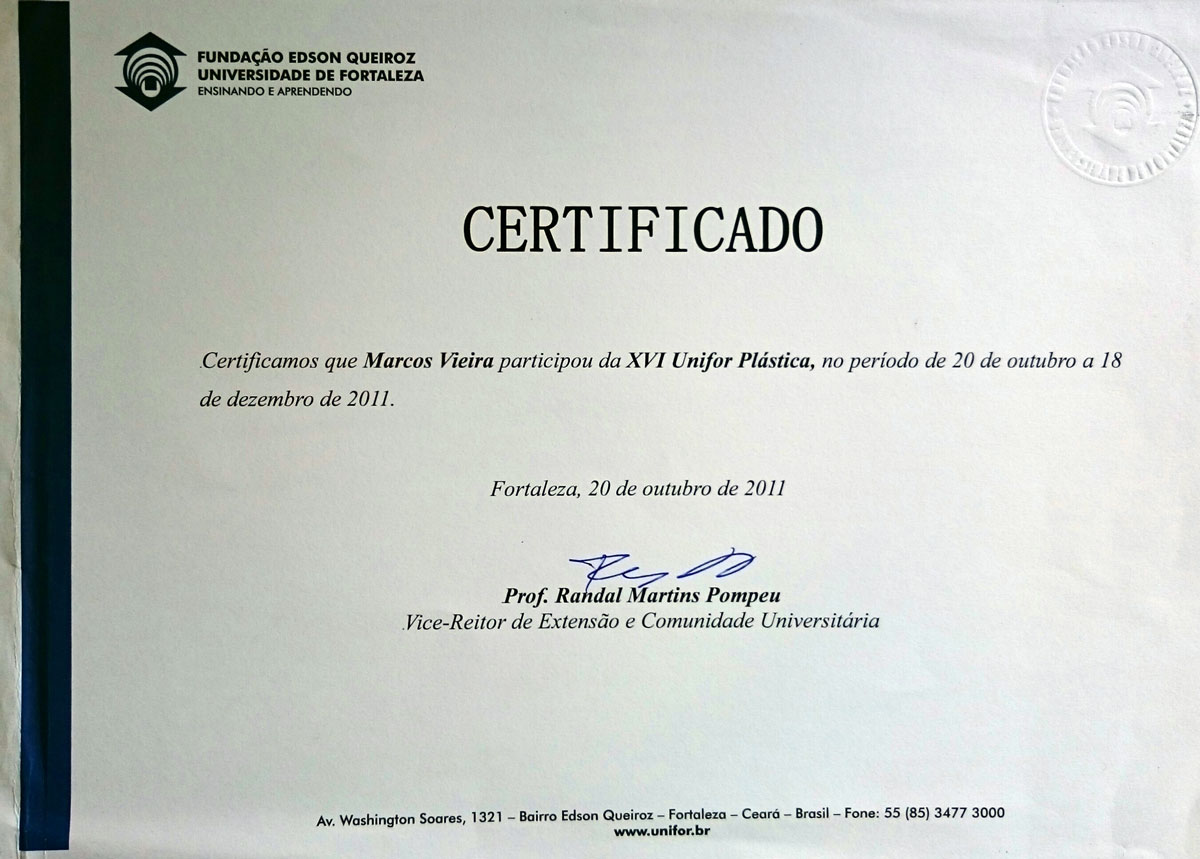 FUNDAÇÃO EDSON QUEIROZ
UNIVERSIDADE DE FORTALEZA
ENSINANDO E APRENDENDO
CERTIFICADO
Certificamos que Marcos Vieira participou da XVI Unifor Plástica, no período de 20 de outubro a 18
de dezembro de 2011.
Fortaleza, 20 de outubro de 2011
Prof. Randal Martins Pompeu
Vice-Reitor de Extensão e Comunidade Universitária
Av. Washington Soares, 1321 – Bairro Edson Queiroz – Fortaleza – Ceará – Brasil – Fone: 55 (85) 3477 3000
www.unifor.br